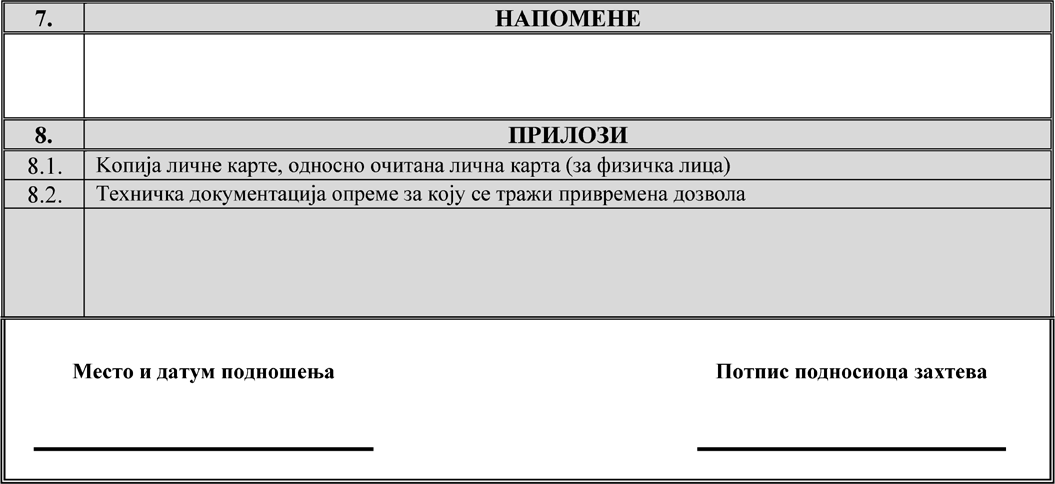 7. НАПОМЕНЕ
8. ПРИЛОЗИ
8.1. Копија личне карте, односно очитана лична карта (за физичка лица)
8.2. Техничка документација опреме за коју се тражи привремена дозвола
Место и датум подношења Потпис подносиоца захтева